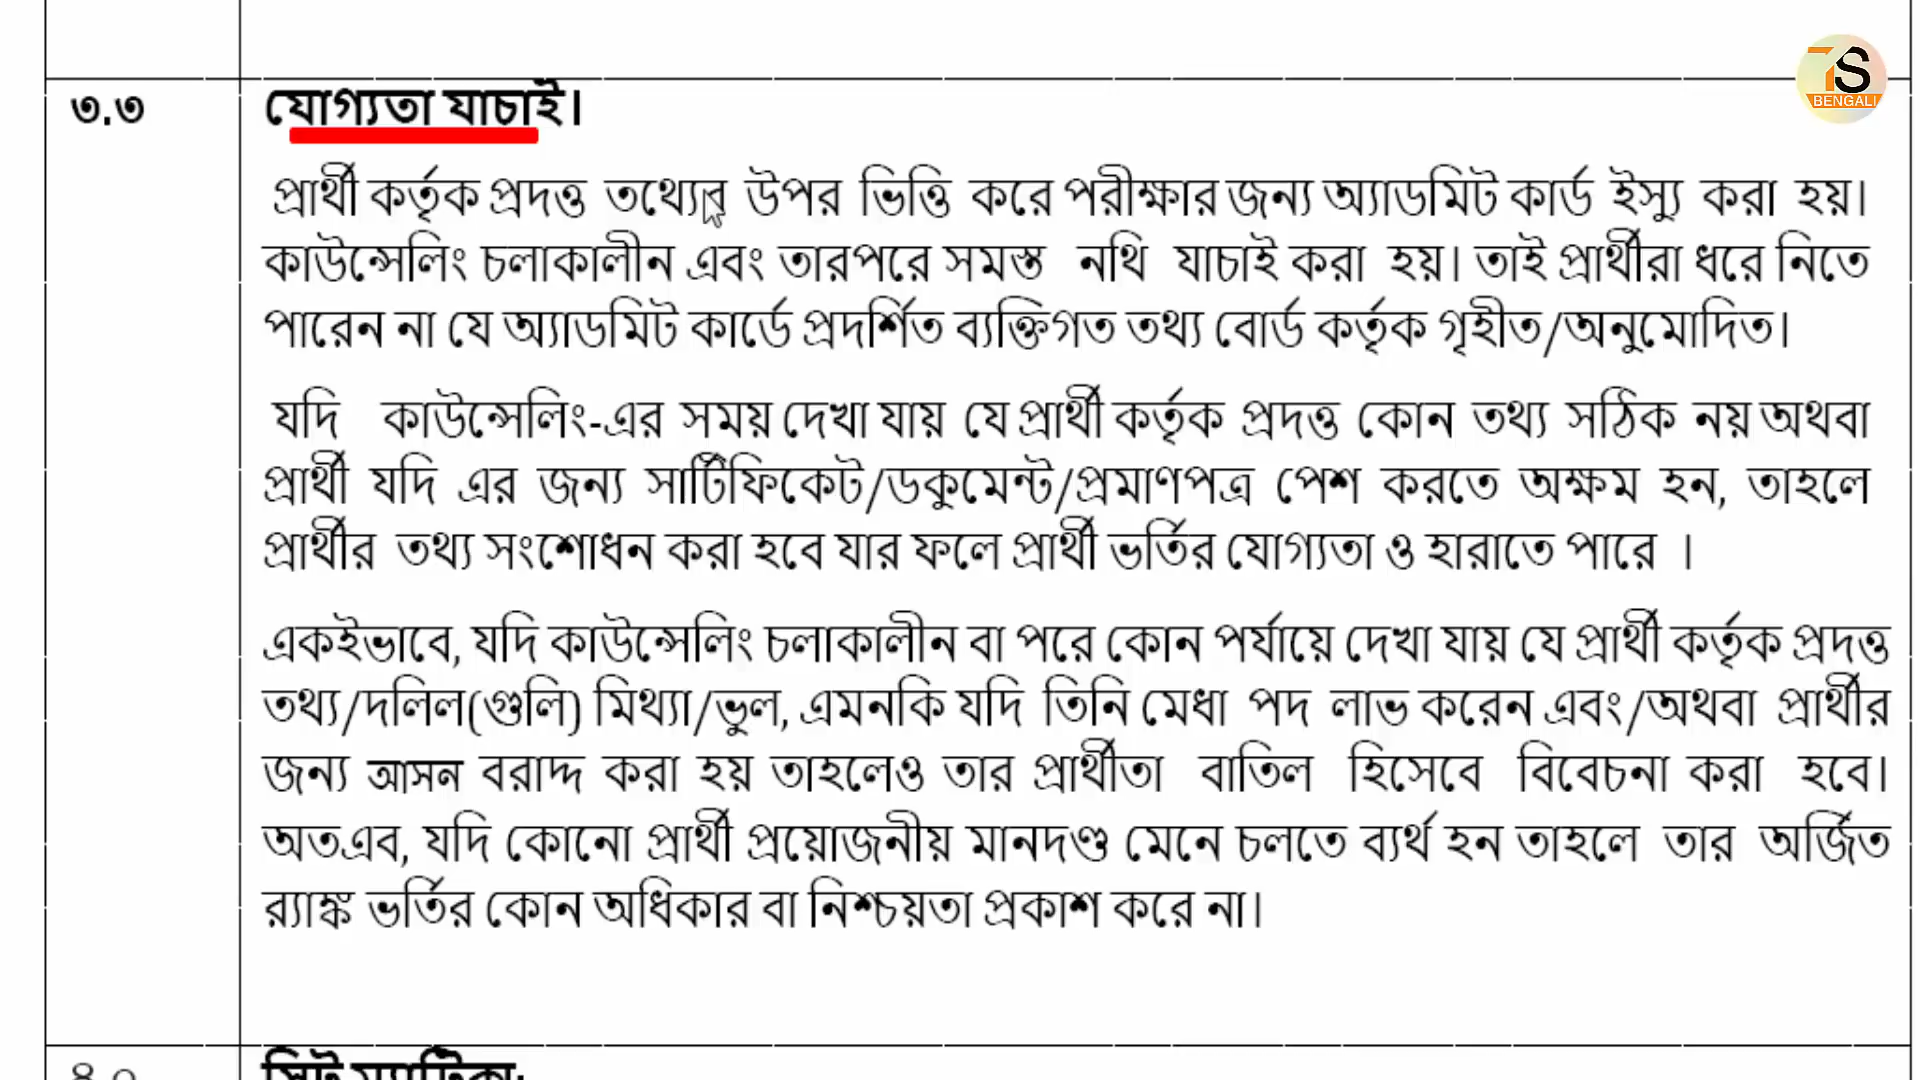 7S
BENGALI
৩.৩
যোগ্যতা যাচাই।
প্রার্থী কর্তৃক প্রদত্ত তথ্যের উপর ভিত্তি করে পরীক্ষার জন্য অ্যাডমিট কার্ড ইস্যু করা হয়।
কাউন্সেলিং চলাকালীন এবং তারপরে সমস্ত নথি যাচাই করা হয়। তাই প্রার্থীরা ধরে নিতে
পারেন না যে অ্যাডমিট কার্ডে প্রদর্শিত ব্যক্তিগত তথ্য বোর্ড কর্তৃক গৃহীত/অনুমোদিত।
যদি কাউন্সেলিং-এর সময় দেখা যায় যে প্রার্থী কর্তৃক প্রদত্ত কোন তথ্য সঠিক নয় অথবা
প্রার্থী যদি এর জন্য সার্টিফিকেট/ডকুমেন্ট/প্রমাণপত্র পেশ করতে অক্ষম হন, তাহলে
প্রার্থীর তথ্য সংশোধন করা হবে যার ফলে প্রার্থী ভর্তির যোগ্যতা ও হারাতে পারে ।
একইভাবে, যদি কাউন্সেলিং চলাকালীন বা পরে কোন পর্যায়ে দেখা যায় যে প্রার্থী কর্তৃক প্রদত্ত
তথ্য/দলিল(গুলি) মিথ্যা/ভুল, এমনকি যদি তিনি মেধা পদ লাভ করেন এবং/অথবা প্রার্থীর
জন্য আসন বরাদ্দ করা হয় তাহলেও তার প্রার্থীতা বাতিল হিসেবে বিবেচনা করা হবে।
অতএব, যদি কোনো প্রার্থী প্রয়োজনীয় মানদণ্ড মেনে চলতে ব্যর্থ হন তাহলে তার অর্জিত
র‍্যাঙ্ক ভর্তির কোন অধিকার বা নিশ্চয়তা প্রকাশ করে না।